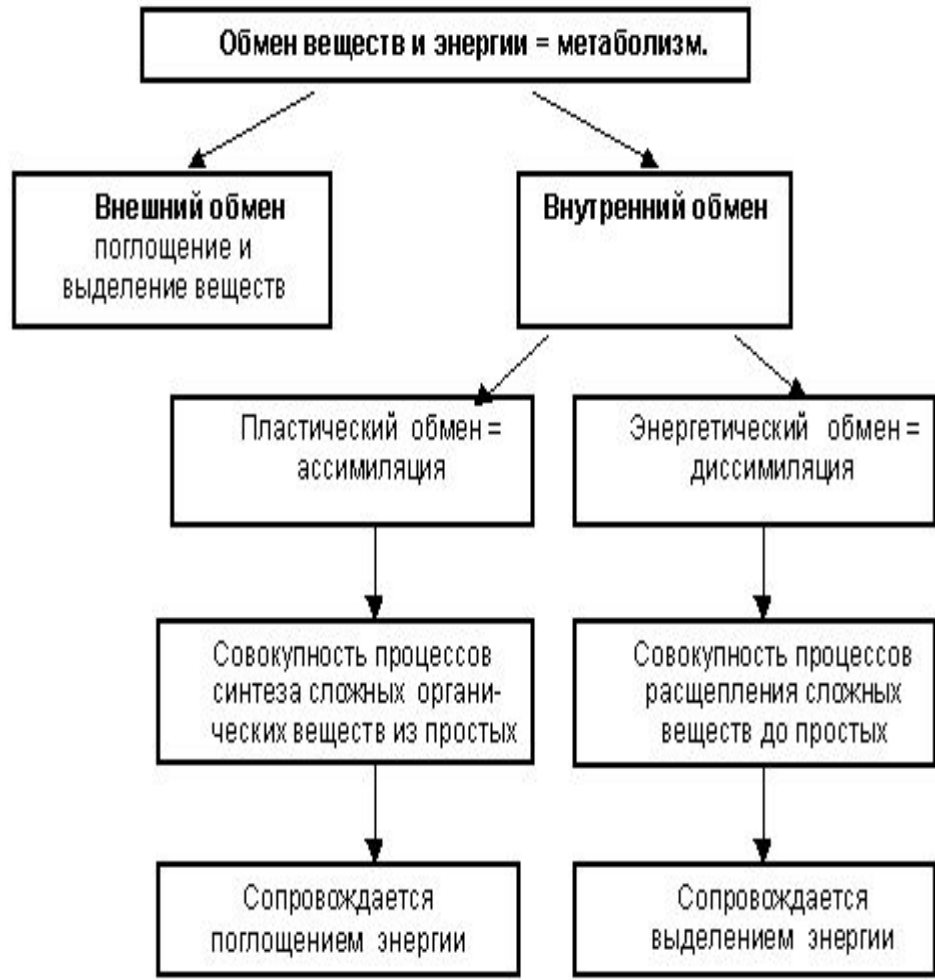 Обмен веществ и энергии = метаболизм.
Внешний обмен
поглощение и
выделение веществ
Внутренний обмен
Пластический обмен =
ассимиляция
Энергетический обмен =
диссимиляция
Совокупность процессов
синтеза сложных органи-
ческих веществ из простых
Совокупность процессов
расщепления сложных
веществ до простых
Сопровождается
поглощением энергии
Сопровождается
выделением энергии